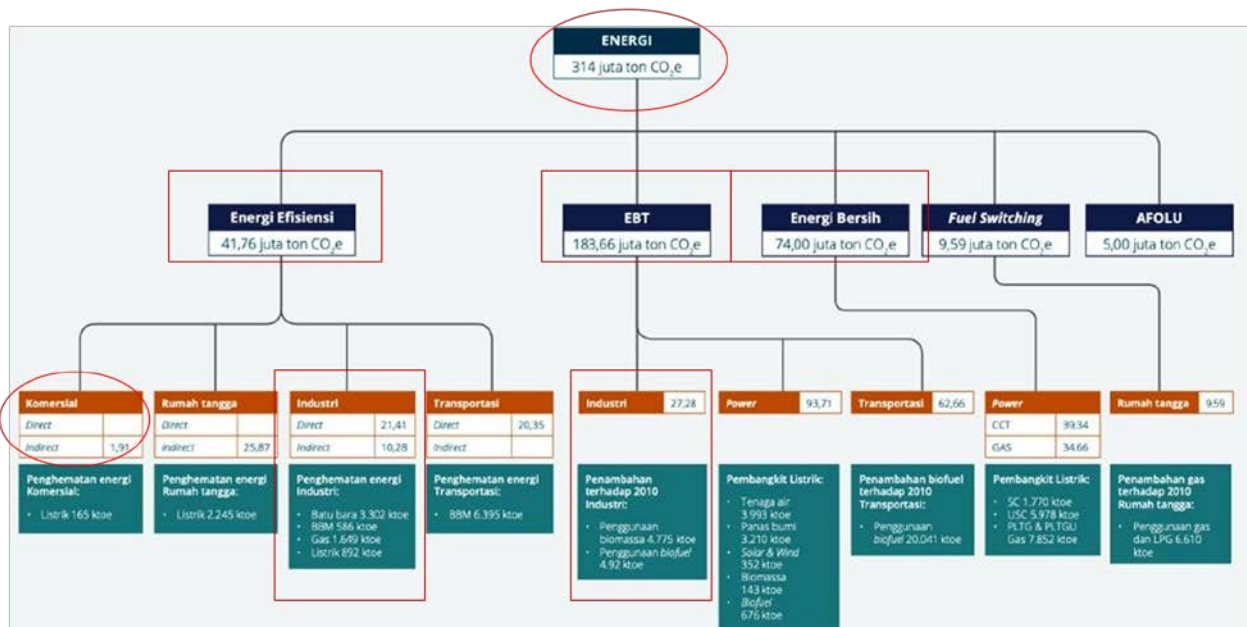 ENERGI
314 juta ton CO₂e
Energi Efisiensi
41,76 juta ton CO₂e
EBT
183,66 juta ton CO₂e
Energi Bersih
74,00 juta ton CO₂e
Fuel Switching
9,59 juta ton CO₂e
AFOLU
5,00 juta ton CO₂e
Komersial
Direct
Indirect 1,91
Penghematan energi
Komersial:
• Listrik 165 ktoe
Rumah tangga
Direct
Indirect 25,87
Penghematan energi
Rumah tangga:
• Listrik 2.245 ktoe
Industri
Direct 21,41
Indirect 10,28
Penghematan energi
Industri:
• Batu bara 3.302 ktoe
• BBM 586 ktoe
• Gas 1.649 ktoe
• Listrik 892 ktoe
Transportasi
Direct 20,35
Indirect
Penghematan energi
Transportasi:
• BBM 6.395 ktoe
Industri 27,28
Penambahan
terhadap 2010
Industri:
• Penggunaan
biomassa 4.775 ktoe
• Penggunaan biofuel
4.92 ktoe
Power 93,71
Pembangkit Listrik:
• Tenaga air
3.993 ktoe
• Panas bumi
3.210 ktoe
• Solar & Wind
352 ktoe
• Biomassa
143 ktoe
• Biofuel
676 ktoe
Transportasi 62,66
Penambahan biofuel
terhadap 2010
Transportasi:
• Penggunaan
biofuel 20.041 ktoe
Power
CCT 39.34
GAS 34.66
Pembangkit Listrik:
• SC 1.770 ktoe
• USC 5.978 ktoe
• PLTG & PLTGU
Gas 7.852 ktoe
Rumah tangga 9.59
Penambahan gas
terhadap 2010
Rumah tangga:
• Penggunaan gas
dan LPG 6.610
ktoe